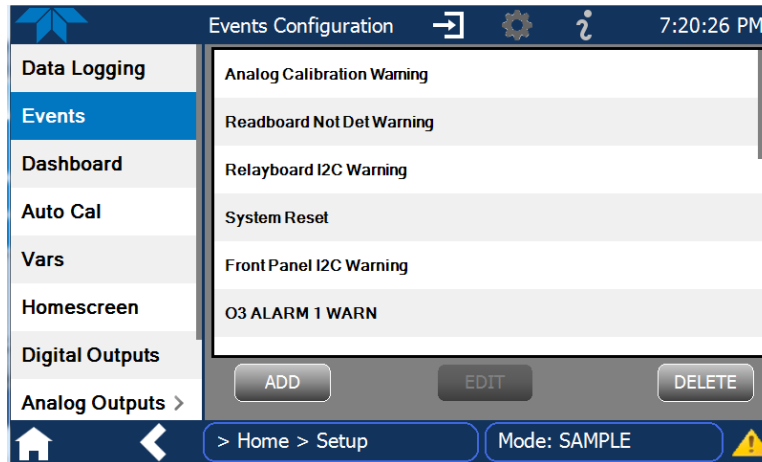 Events Configuration
7:20:26 PM
Data Logging
Events
Dashboard
Auto Cal
Vars
Homescreen
Digital Outputs
Analog Outputs >
Analog Calibration Warning
Readboard Not Det Warning
Relayboard I2C Warning
System Reset
Front Panel I2C Warning
O3 ALARM 1 WARN
ADD
EDIT
DELETE
> Home > Setup
Mode: SAMPLE